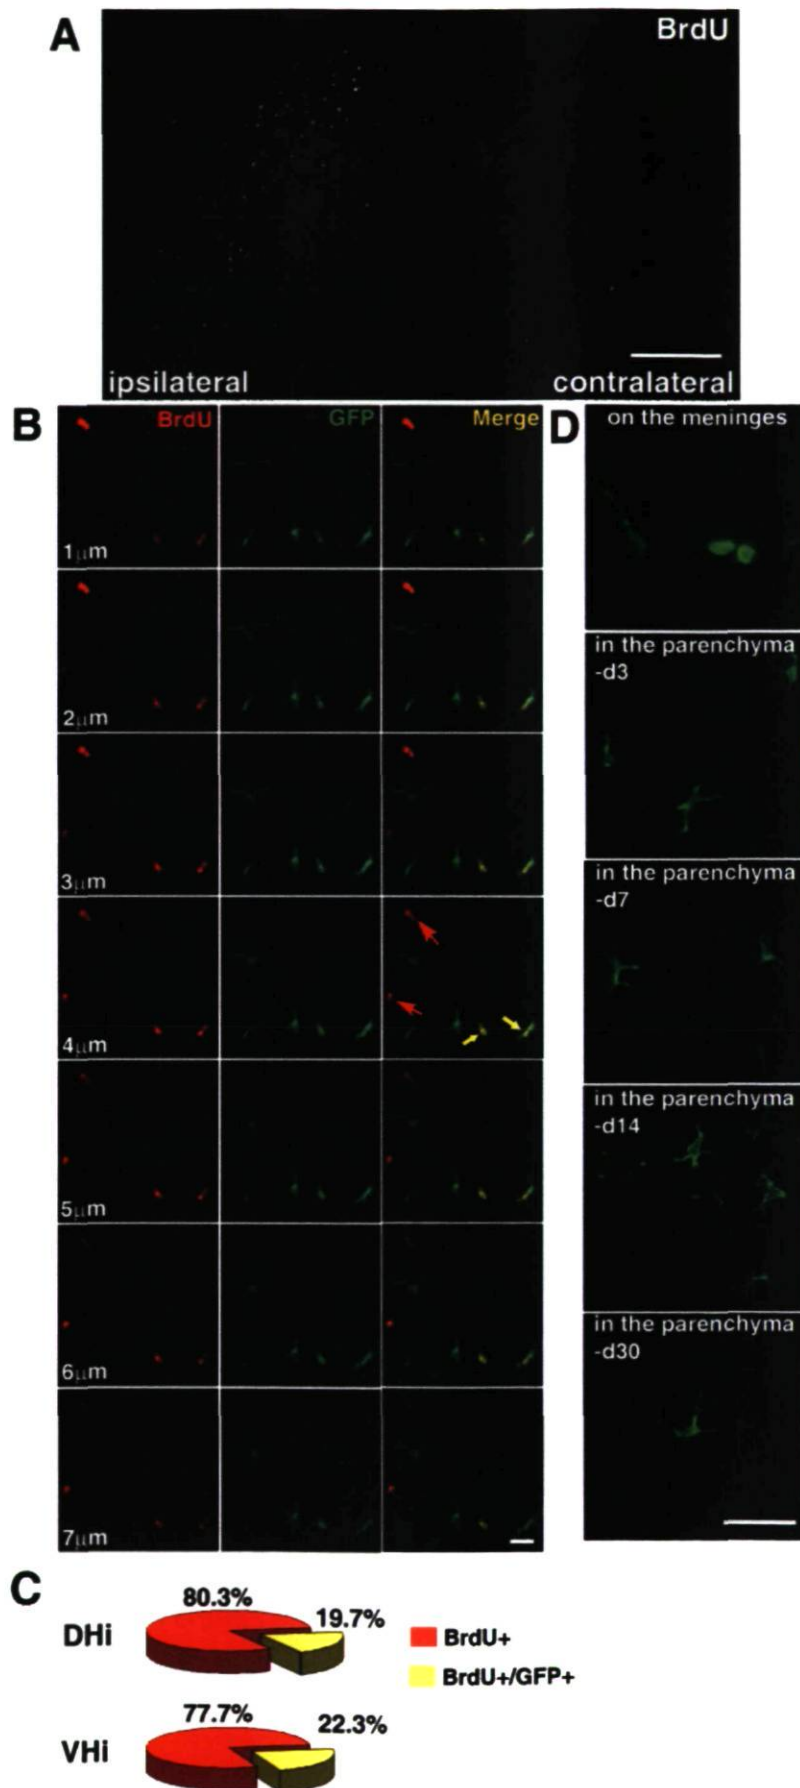 A
BrdU
ipsilateral
contralateral
B
BrdU
GFP
Merge
1μm
2μm
3μm
4μm
5μm
6μm
7μm
D
on the meninges
in the parenchyma
-d3
in the parenchyma
-d7
in the parenchyma
-d14
in the parenchyma
-d30
C
DHi
80.3%
19.7%
BrdU+
BrdU+/GFP+
VHi
77.7%
22.3%